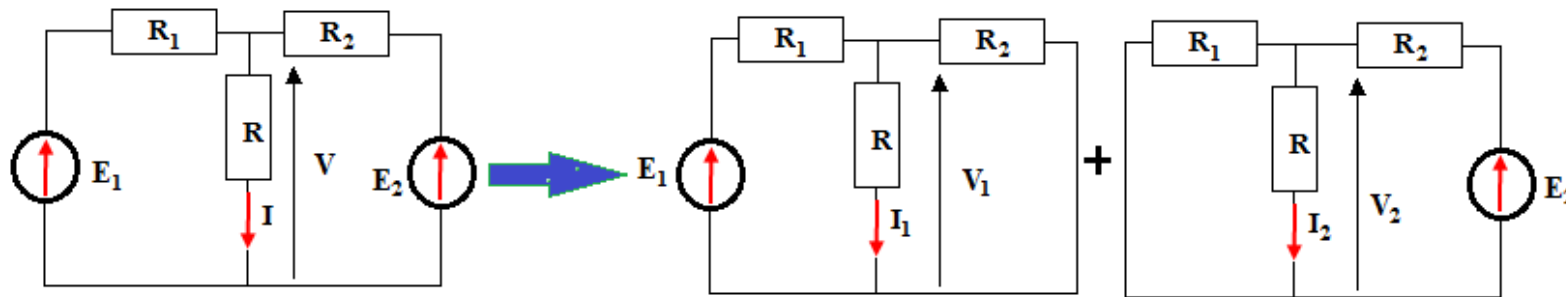 R₁ R₂
R
E₁ V E₂
I
R₁ R₂
R
E₁ V₁
I₁
+
R₁ R₂
R
V₂
I₂